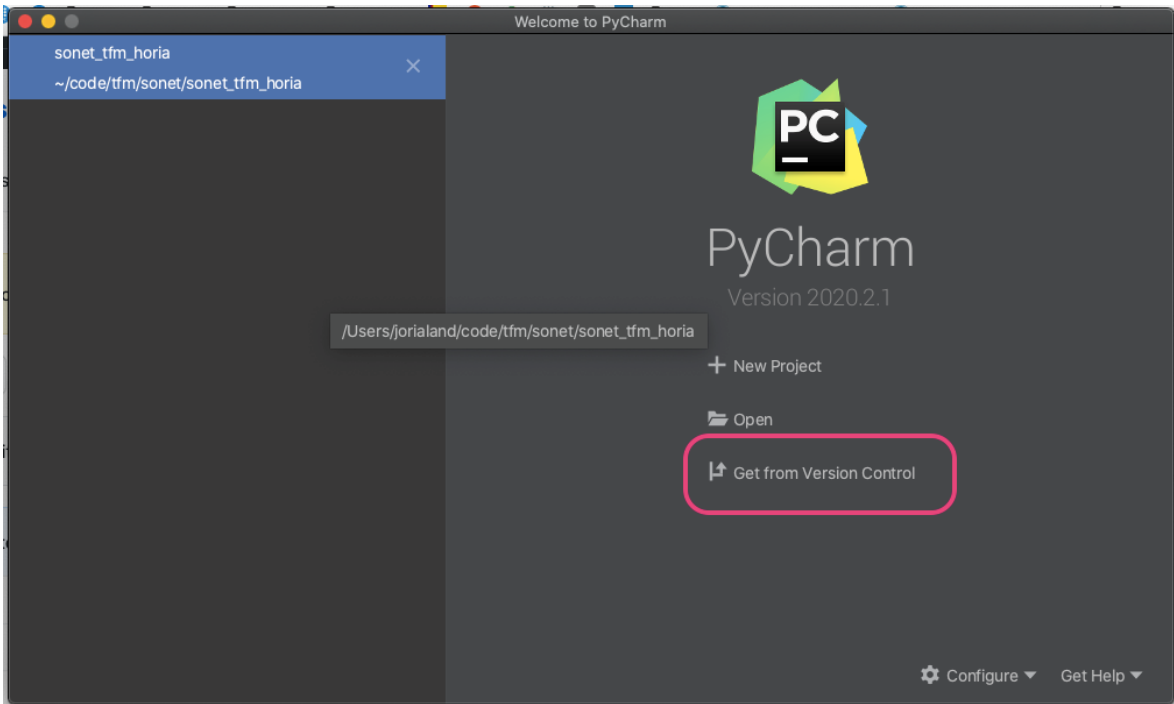 Welcome to PyCharm
sonet_tfm_horia
~/code/tfm/sonet/sonet_tfm_horia
PC
PyCharm
Version 2020.2.1
/Users/jorialand/code/tfm/sonet/sonet_tfm_horia
New Project
Open
Get from Version Control
Configure
Get Help